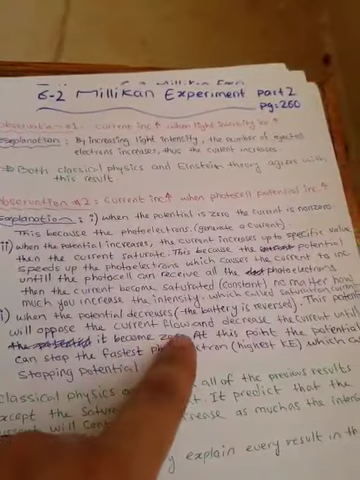 6-2 Millikan Experiment part 2
pg: 260
observation #1: current inc↑ when light intensity inc↑
Explanation: By increasing light intensity, the number of ejected
electrons increases, thus the current increases.
Both classical physics and Einstein theory agrees with
this result
observation #2: current inc↑ when photocell potential inc.↑
Explanation: i) when the potential is zero the current is nonzero
This because the photoelectrons. (generate a current)
ii) when the potential increases, the current increases to specific value
then the current saturate. This because the potential
speeds up the photoelectrons which causes the current to inc
untill the photocell can receive all the photoelectrons
then the current become saturated (constant) no matter how
much you increase the intensity. which called saturation
i) when the potential decreases (the battery is reversed). This
will oppose the current flow and decrease the current until
it become zero. At this point the potential
can stop the fastest (highest KE) which
stopping potential
classical physics all of the previous results
except the It predict that the
current will as much as the
explain every result in